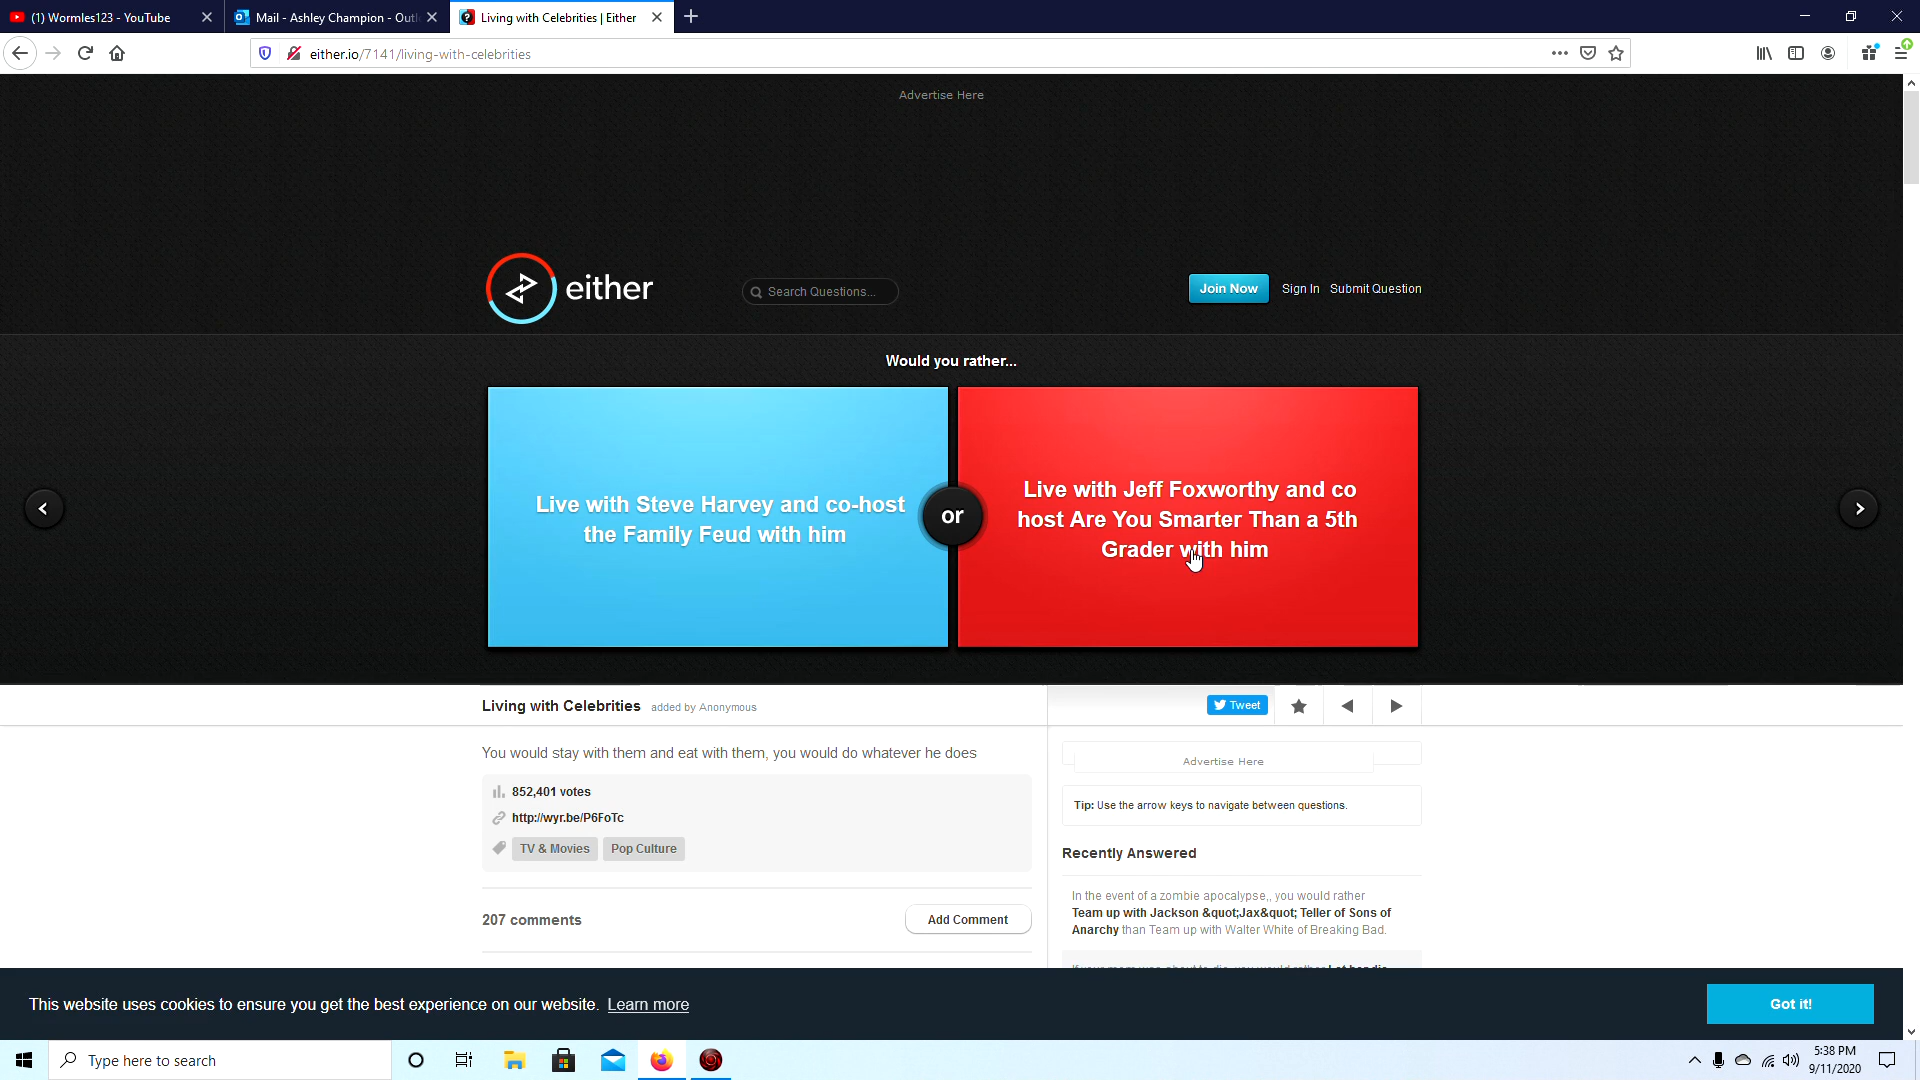 (1) Wormles123 - YouTube
Mail - Ashley Champion - Outl
Living with Celebrities | Either
either.io/7141/living-with-celebrities
Advertise Here
either
Search Questions...
Join Now
Sign In
Submit Question
Would you rather...
Live with Steve Harvey and co-host
the Family Feud with him
or
Live with Jeff Foxworthy and co
host Are You Smarter Than a 5th
Grader with him
Living with Celebrities added by Anonymous
Tweet
You would stay with them and eat with them, you would do whatever he does
852,401 votes
http://wyr.be/P6FoTc
TV & Movies
Pop Culture
207 comments
Add Comment
Advertise Here
Tip: Use the arrow keys to navigate between questions.
Recently Answered
In the event of a zombie apocalypse,, you would rather
Team up with Jackson &quot;Jax&quot; Teller of Sons of
Anarchy than Team up with Walter White of Breaking Bad.
This website uses cookies to ensure you get the best experience on our website. Learn more
Got it!
Type here to search
5:38 PM
9/11/2020